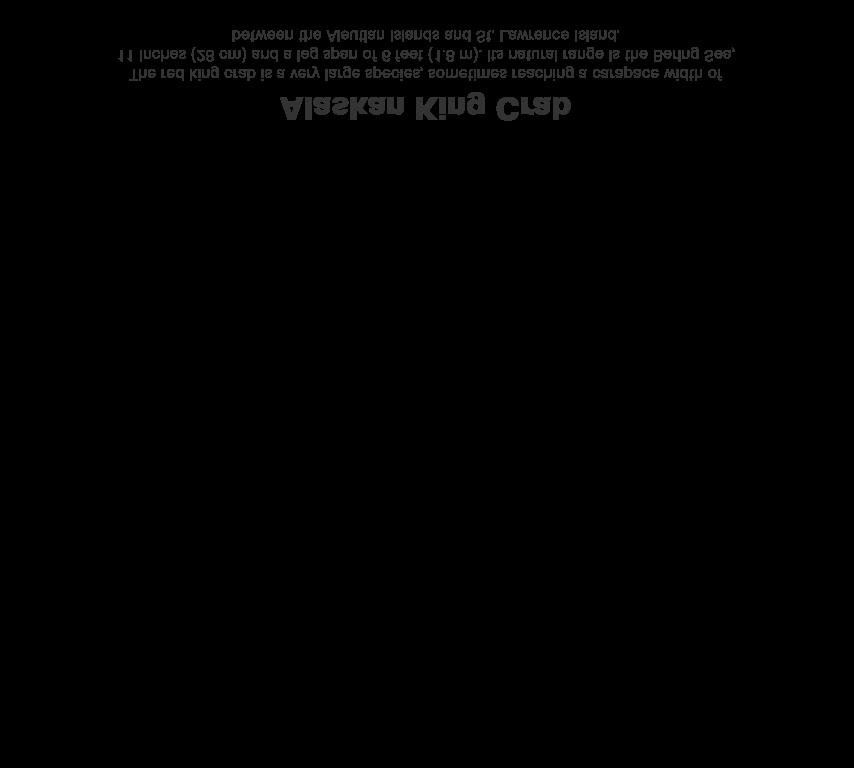 Alaskan King Crab
The red king crab is a very large species, sometimes reaching a carapace width of
11 inches (28 cm) and a leg span of 6 feet (1.8 m). Its natural range is the Bering Sea,
between the Aleutian Islands and St. Lawrence Island.